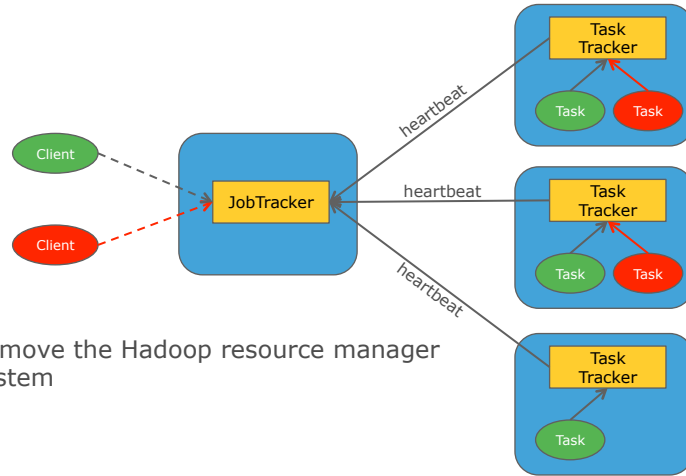 Task
Tracker
Task
Task
heartbeat
Client
JobTracker
heartbeat
Task
Tracker
Client
Task
Task
heartbeat
move the Hadoop resource manager
stem
Task
Tracker
Task